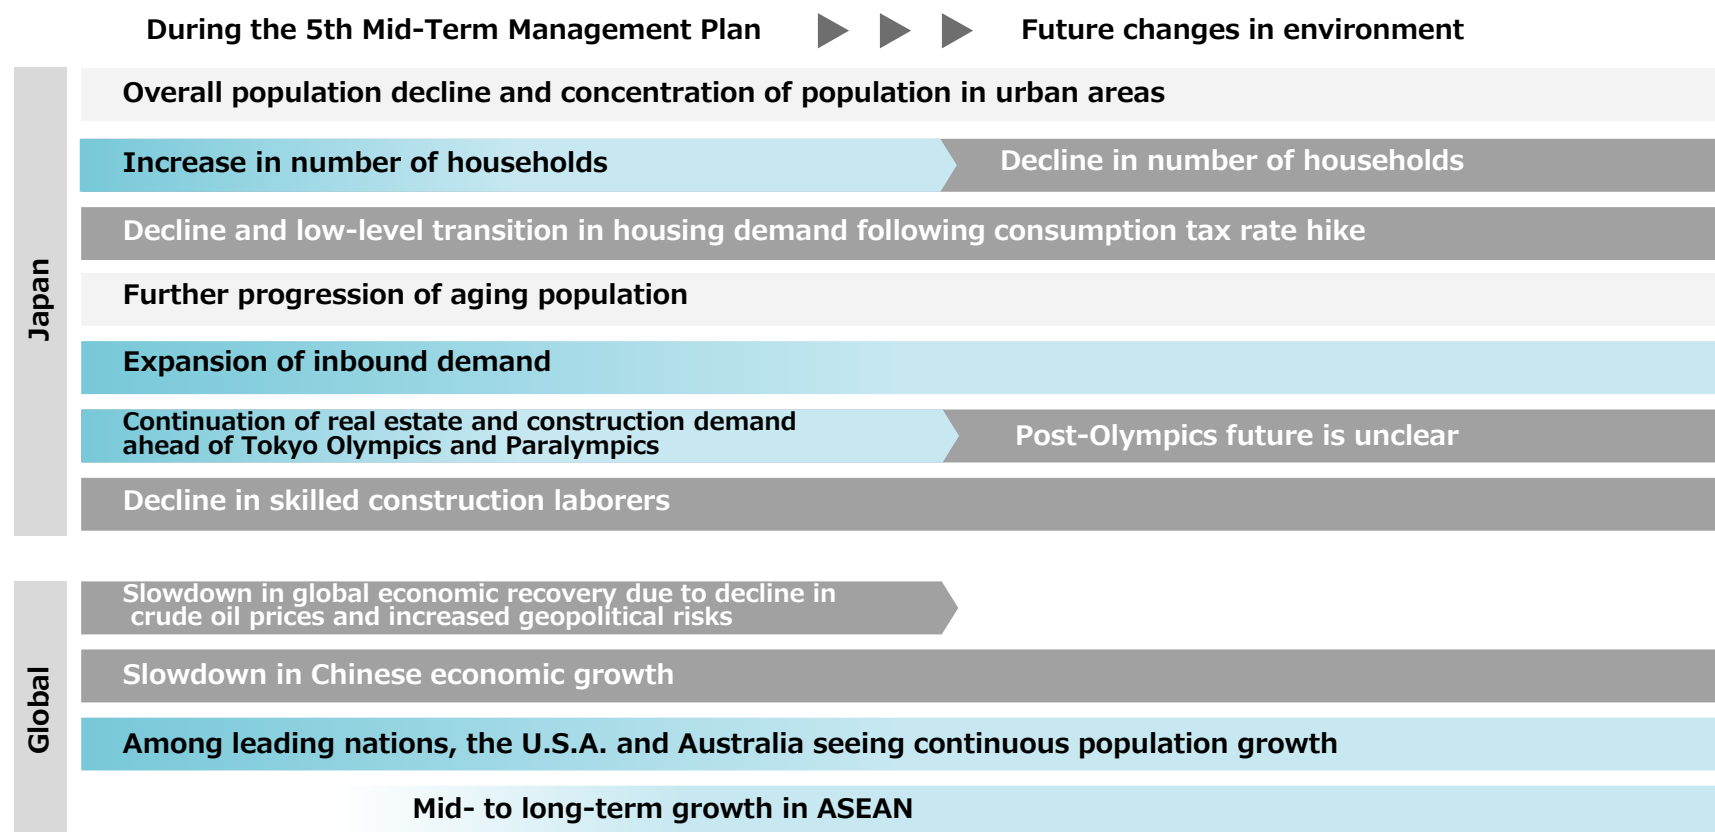 During the 5th Mid-Term Management Plan
Future changes in environment
Japan
Overall population decline and concentration of population in urban areas
Increase in number of households
Decline in number of households
Decline and low-level transition in housing demand following consumption tax rate hike
Further progression of aging population
Expansion of inbound demand
Continuation of real estate and construction demand
ahead of Tokyo Olympics and Paralympics
Post-Olympics future is unclear
Decline in skilled construction laborers
Global
Slowdown in global economic recovery due to decline in
crude oil prices and increased geopolitical risks
Slowdown in Chinese economic growth
Among leading nations, the U.S.A. and Australia seeing continuous population growth
Mid- to long-term growth in ASEAN